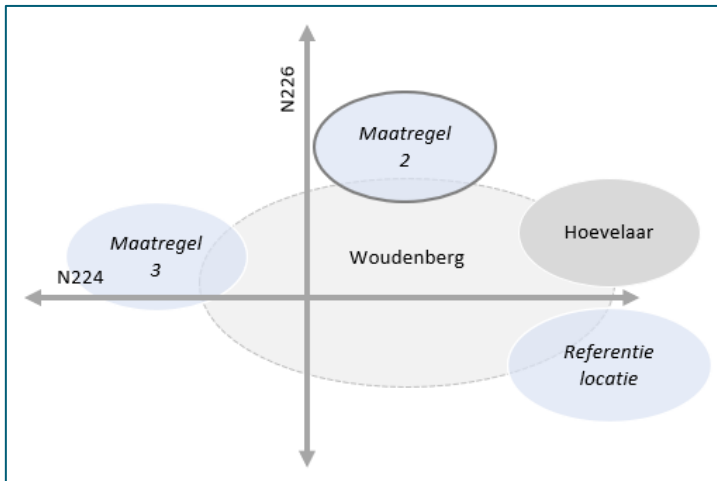 N226
Maatregel
2
Maatregel
3
Hoevelaar
Woudenberg
N224
Referentie
locatie